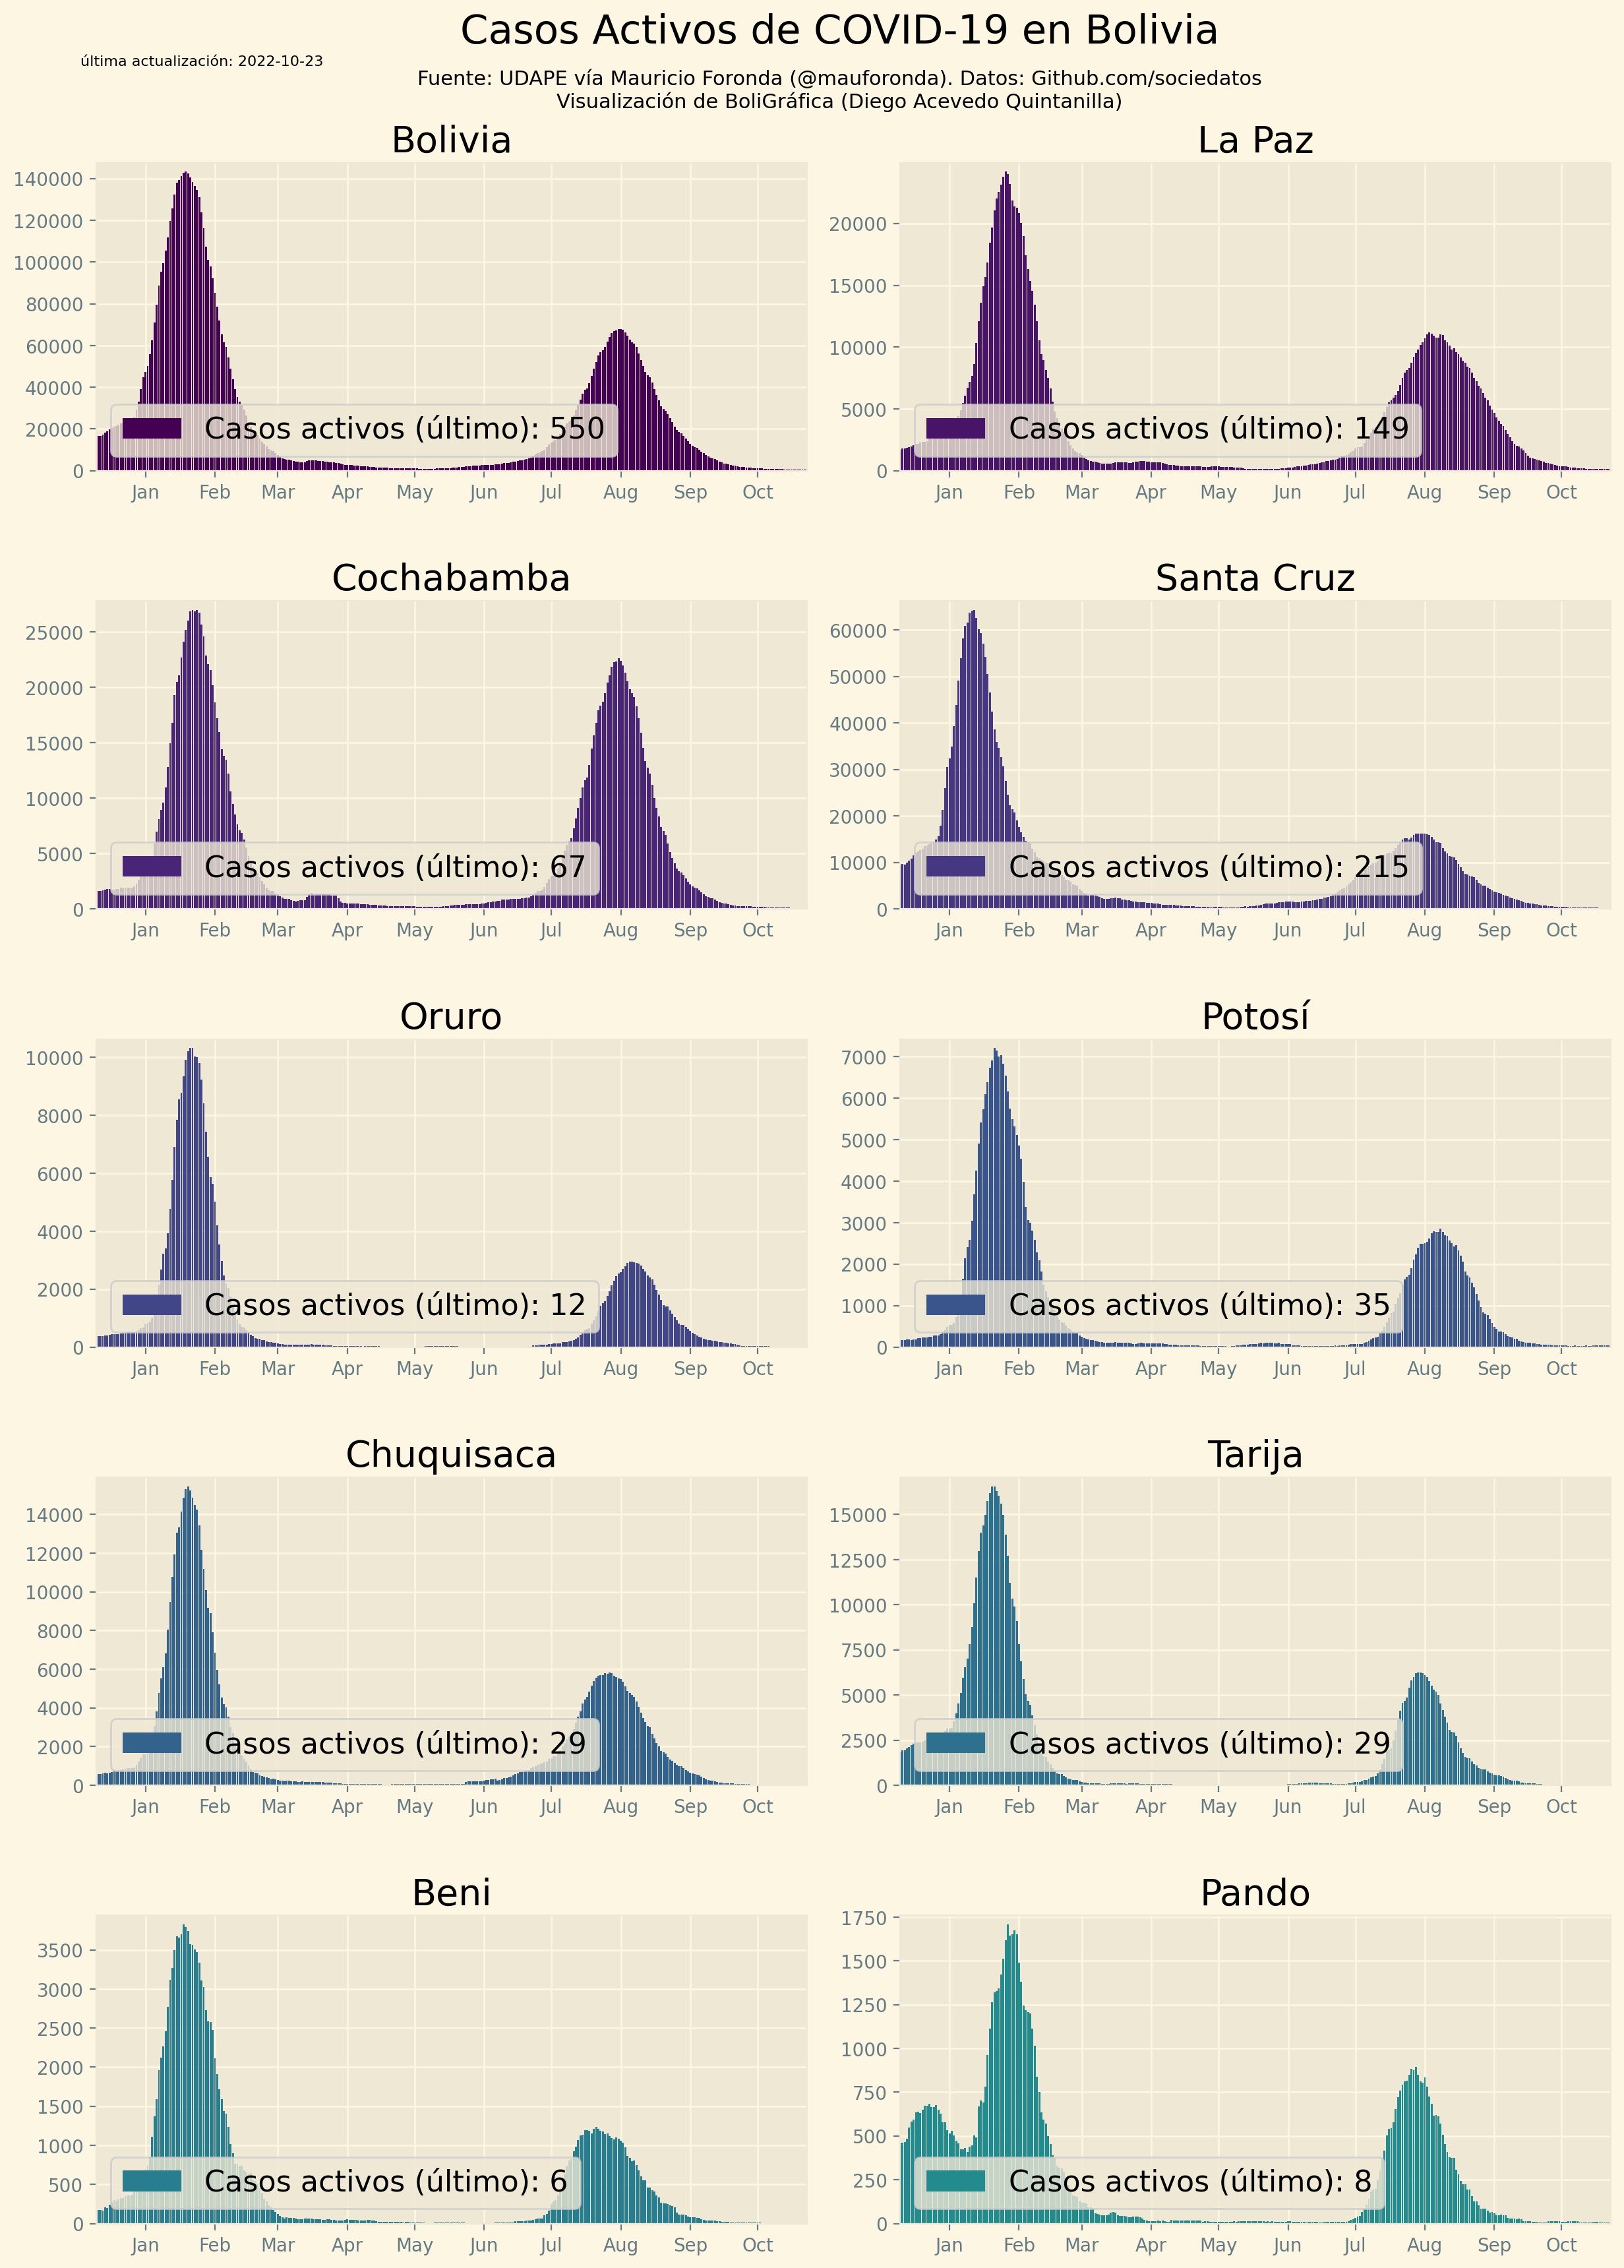 Casos Activos de COVID-19 en Bolivia
última actualización: 2022-10-23
Fuente: UDAPE vía Mauricio Foronda (@mauforonda). Datos: Github.com/sociedatos
Visualización de BoliGráfica (Diego Acevedo Quintanilla)
Bolivia
140000
120000
100000
80000
60000
40000
20000
0
Casos activos (último): 550
Jan Feb Mar Apr May Jun Jul Aug Sep Oct
La Paz
20000
15000
10000
5000
0
Casos activos (último): 149
Jan Feb Mar Apr May Jun Jul Aug Sep Oct
Cochabamba
25000
20000
15000
10000
5000
0
Casos activos (último): 67
Jan Feb Mar Apr May Jun Jul Aug Sep Oct
Santa Cruz
60000
50000
40000
30000
20000
10000
0
Casos activos (último): 215
Jan Feb Mar Apr May Jun Jul Aug Sep Oct
Oruro
10000
8000
6000
4000
2000
0
Casos activos (último): 12
Jan Feb Mar Apr May Jun Jul Aug Sep Oct
Potosí
7000
6000
5000
4000
3000
2000
1000
0
Casos activos (último): 35
Jan Feb Mar Apr May Jun Jul Aug Sep Oct
Chuquisaca
14000
12000
10000
8000
6000
4000
2000
0
Casos activos (último): 29
Jan Feb Mar Apr May Jun Jul Aug Sep Oct
Tarija
15000
12500
10000
7500
5000
2500
0
Casos activos (último): 29
Jan Feb Mar Apr May Jun Jul Aug Sep Oct
Beni
3500
3000
2500
2000
1500
1000
500
0
Casos activos (último): 6
Jan Feb Mar Apr May Jun Jul Aug Sep Oct
Pando
1750
1500
1250
1000
750
500
250
0
Casos activos (último): 8
Jan Feb Mar Apr May Jun Jul Aug Sep Oct